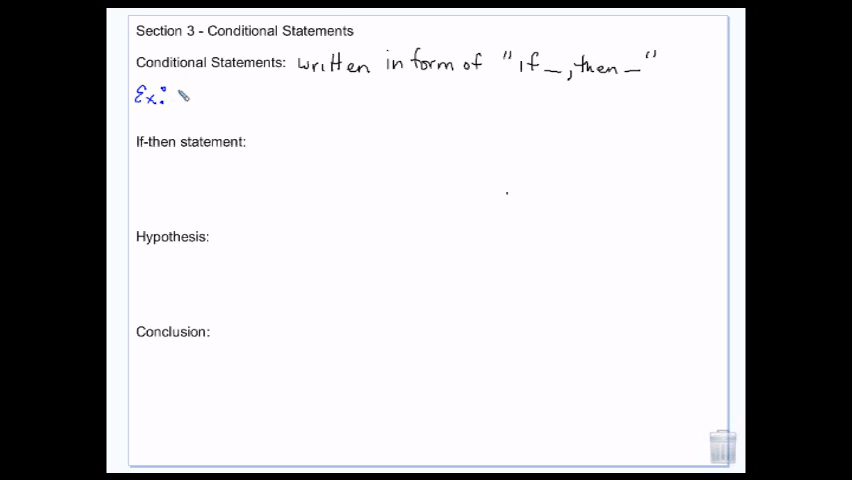 Section 3 - Conditional Statements
Conditional Statements: written in form of "If _, then _"
Ex:
If-then statement:
Hypothesis:
Conclusion: